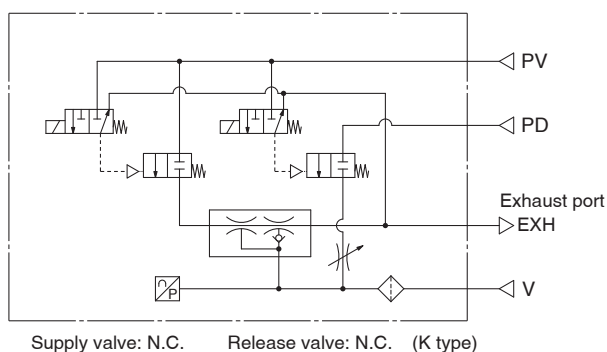 PV
PD
Exhaust port
EXH
P
V
Supply valve: N.C. Release valve: N.C. (K type)